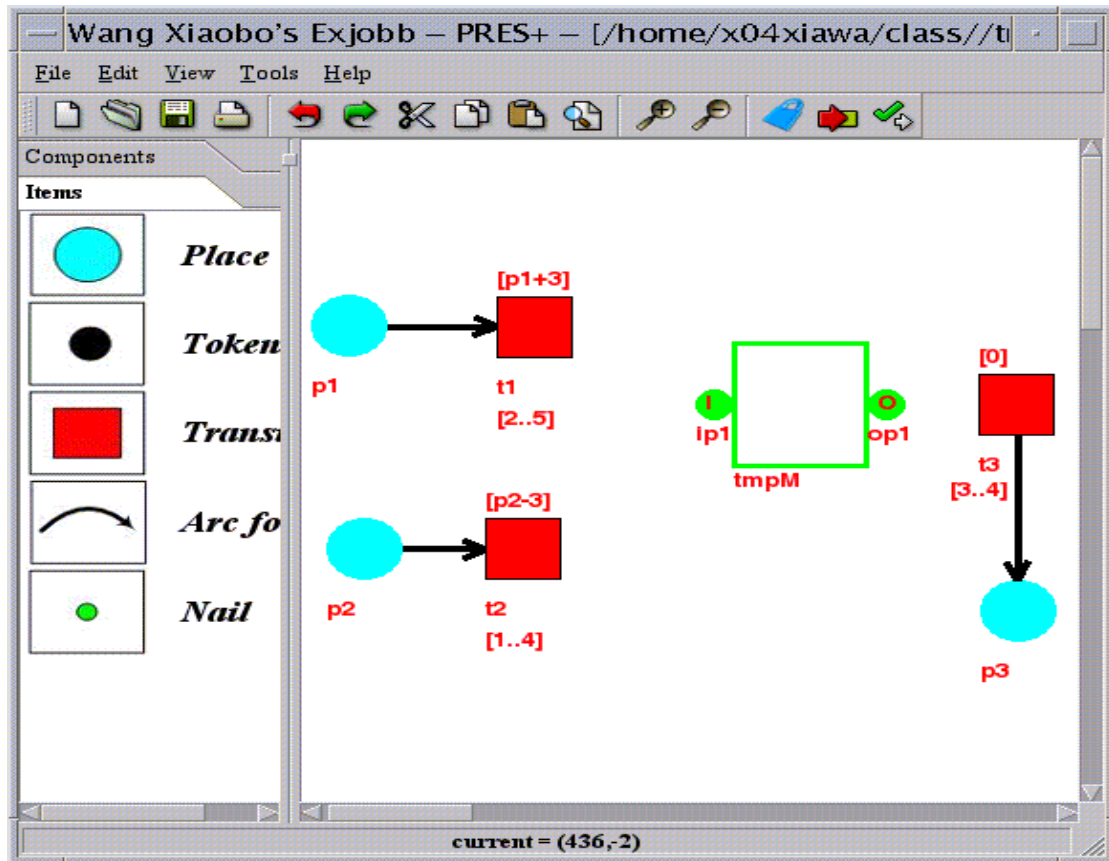 Wang Xiaobo's Exjobb – PRES+ – [/home/x04xiawa/class//t
File Edit View Tools Help
Components
Items
Place
Token
Arc fo
Nail
[p1+3]
p1
t1
[2..5]
[p2-3]
p2
t2
[1..4]
I
O
ip1
op1
tmpM
[0]
t3
[3..4]
p3
current = (436,-2)